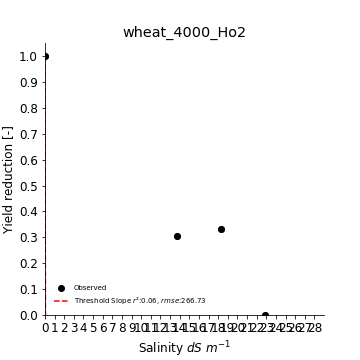 wheat_4000_Ho2
Yield reduction [-]
1.0
0.9
0.8
0.7
0.6
0.5
0.4
0.3
0.2
0.1
0.0
Observed
Threshold Slope r²:0.06, rmse:266.73
0 1 2 3 4 5 6 7 8 9 10 11 12 13 14 15 16 17 18 19 20 21 22 23 24 25 26 27 28
Salinity dS m⁻¹